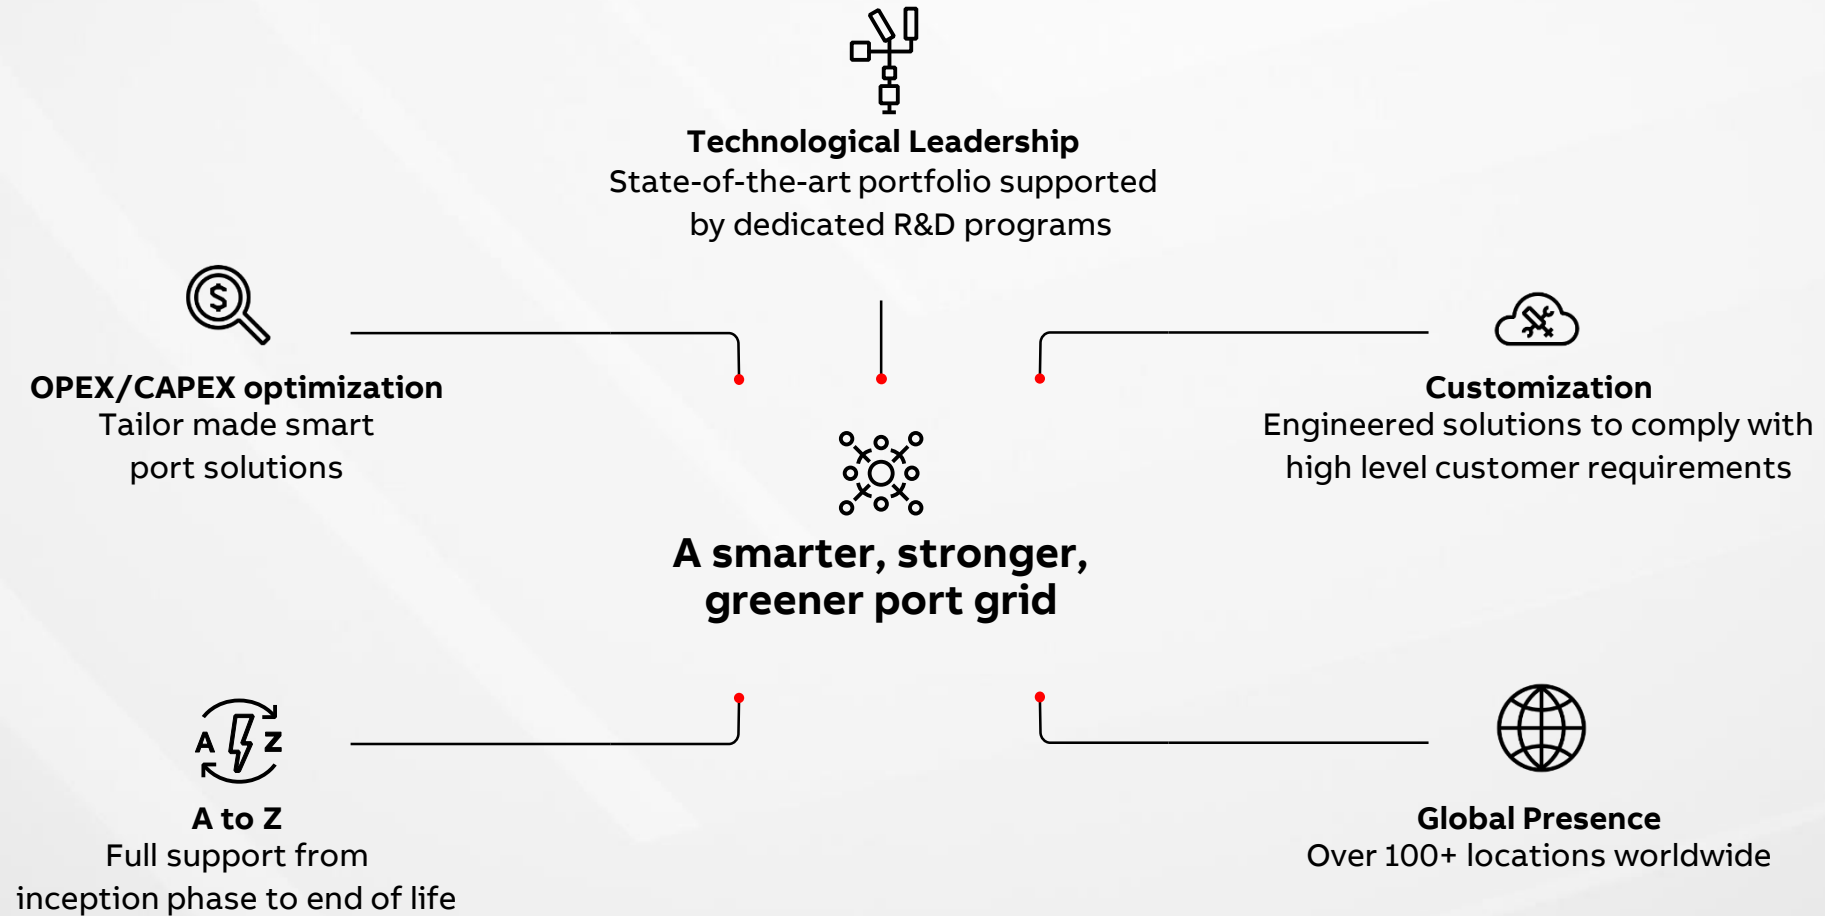 Technological Leadership
State-of-the-art portfolio supported
by dedicated R&D programs
$
OPEX/CAPEX optimization
Tailor made smart
port solutions
Customization
Engineered solutions to comply with
high level customer requirements
A smarter, stronger,
greener port grid
A Z
A to Z
Full support from
inception phase to end of life
Global Presence
Over 100+ locations worldwide